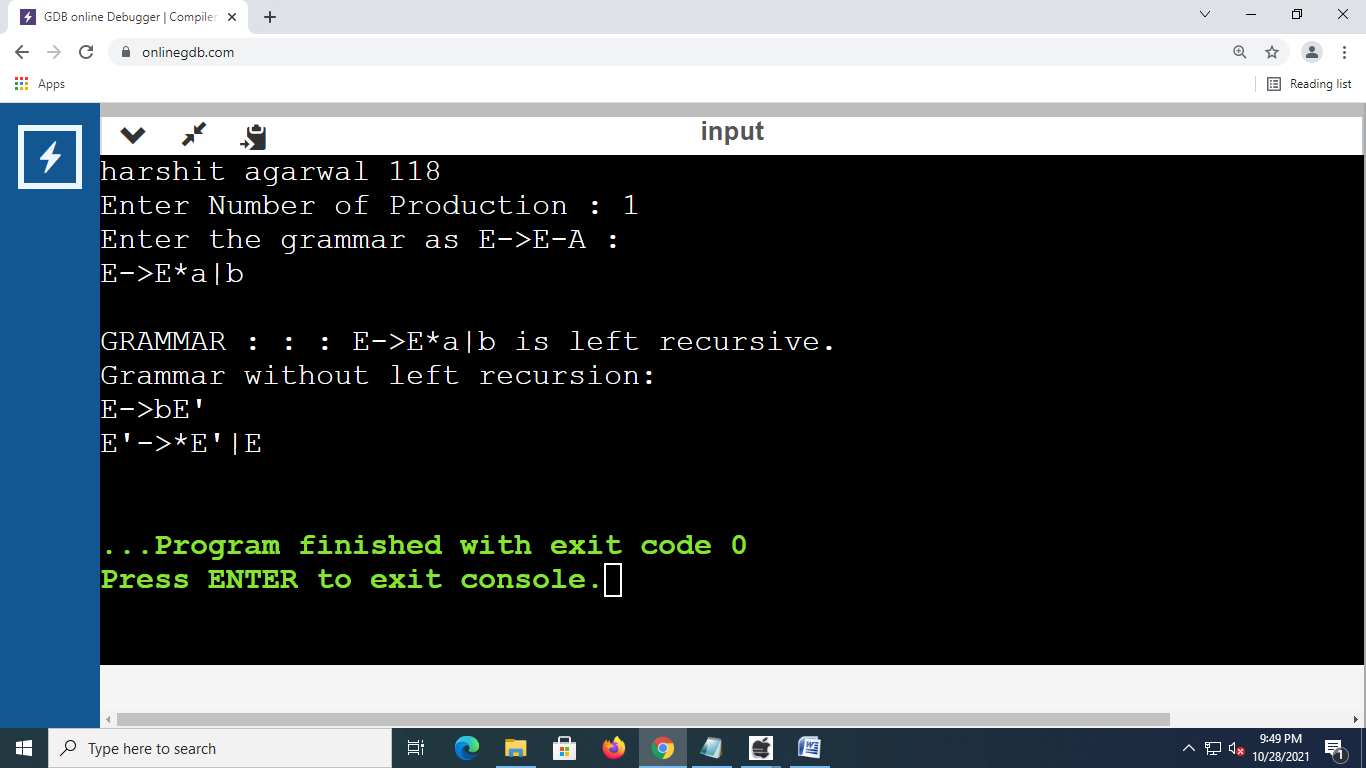 GDB online Debugger | Compiler
onlinegdb.com
Apps
Reading list
input
harshit agarwal 118
Enter Number of Production : 1
Enter the grammar as E->E-A :
E->E*a|b
GRAMMAR : : : E->E*a|b is left recursive.
Grammar without left recursion:
E->bE'
E'->*E'|E
...Program finished with exit code 0
Press ENTER to exit console.
Type here to search
9:49 PM
10/28/2021
1